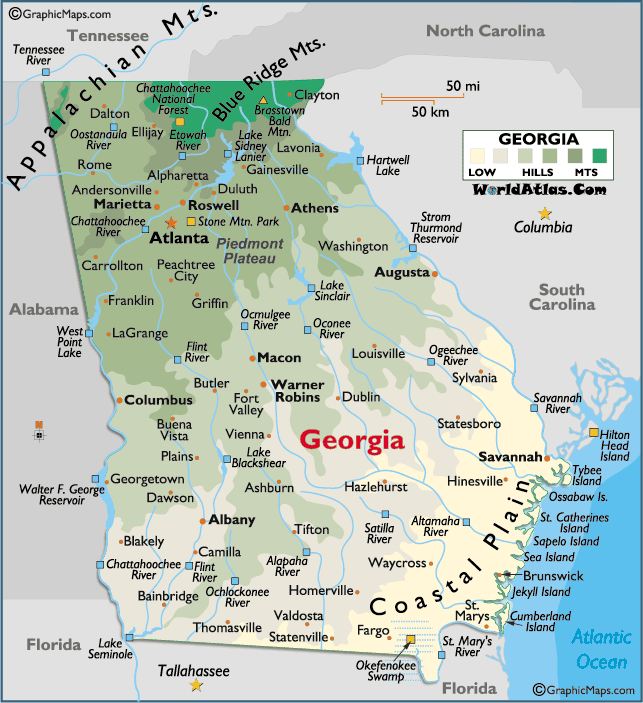 ©GraphicMaps.com
Appalachian Mts.
Tennessee
North Carolina
Tennessee
River
Blue Ridge Mts.
Chattahoochee
National
Forest
Clayton
Brasstown
Bald
Mtn.
50 mi
50 km
Dalton
Oostanaula
River
Ellijay
Etowah
River
Lake
Sidney
Lanier
Lavonia
Hartwell
Lake
GEORGIA
LOW HILLS MTS
WorldAtlas.Com
Rome
Gainesville
Alpharetta
Andersonville
Duluth
Marietta
Roswell
Athens
Chattahoochee
River
Stone Mtn. Park
Atlanta
Strom
Thurmond
Reservoir
Columbia
Piedmont
Plateau
Washington
Carrollton
Peachtree
City
Augusta
South
Carolina
Alabama
Franklin
Griffin
Lake
Sinclair
West
Point
Lake
LaGrange
Ocmulgee
River
Oconee
River
Flint
River
Macon
Louisville
Ogeechee
River
Sylvania
Butler
Warner
Robins
Columbus
Fort
Valley
Dublin
Savannah
River
Buena
Vista
Vienna
Georgia
Statesboro
Hilton
Head
Island
Plains
Lake
Blackshear
Savannah
Tybee
Island
Walter F. George
Reservoir
Georgetown
Dawson
Ashburn
Hazlehurst
Hinesville
Ossabaw Is.
Coastal Plain
Albany
Satilla
River
Altamaha
River
St. Catherines
Island
Tifton
Sapelo Island
Blakely
Camilla
Sea Island
Chattahoochee
River
Flint
River
Alapaha
River
Waycross
Brunswick
Ochlockonee
River
Homerville
Jekyll Island
Bainbridge
St.
Marys
Cumberland
Island
Thomasville
Valdosta
Statenville
Fargo
Florida
Lake
Seminole
St. Mary's
River
Atlantic
Ocean
Tallahassee
Okefenokee
Swamp
Florida
©GraphicMaps.com
N